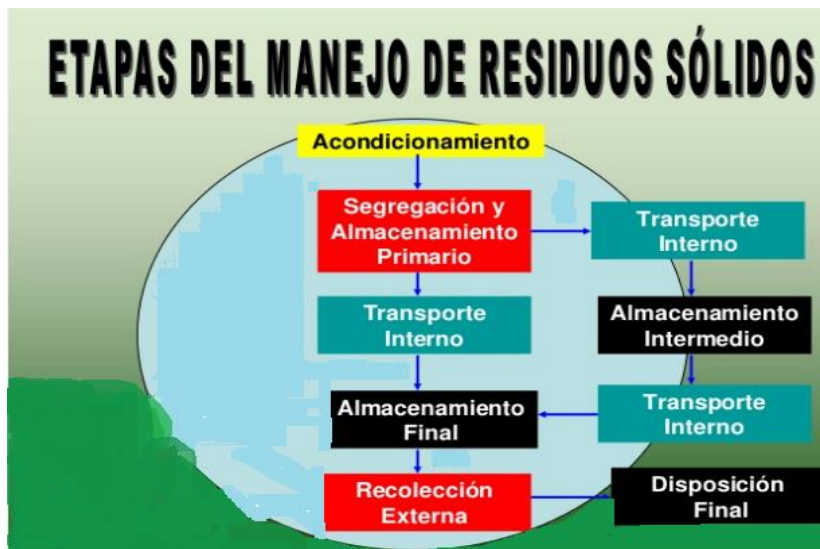 ETAPAS DEL MANEJO DE RESIDUOS SÓLIDOS
Acondicionamiento
Segregación y
Almacenamiento
Primario
Transporte
Interno
Transporte
Interno
Almacenamiento
Intermedio
Almacenamiento
Final
Transporte
Interno
Recolección
Externa
Disposición
Final